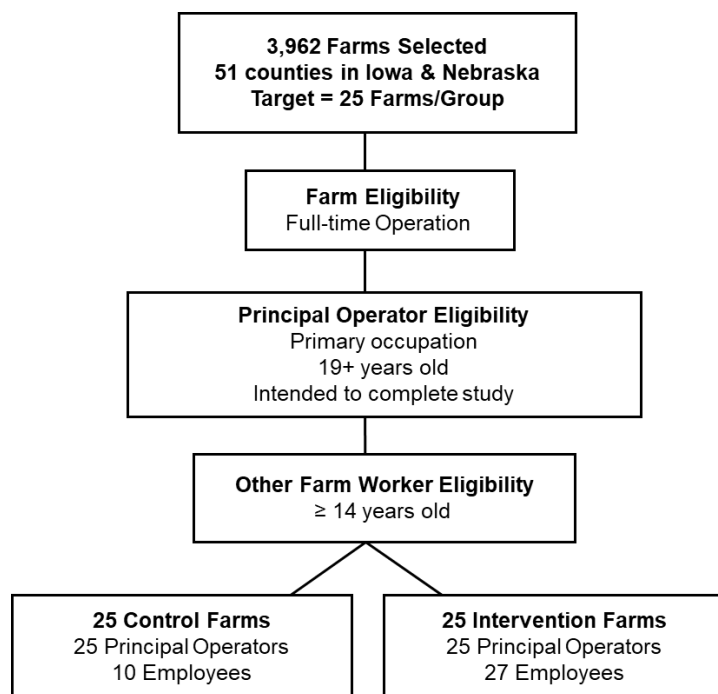 3,962 Farms Selected
51 counties in Iowa & Nebraska
Target = 25 Farms/Group
Farm Eligibility
Full-time Operation
Principal Operator Eligibility
Primary occupation
19+ years old
Intended to complete study
Other Farm Worker Eligibility
≥ 14 years old
25 Control Farms
25 Principal Operators
10 Employees
25 Intervention Farms
25 Principal Operators
27 Employees